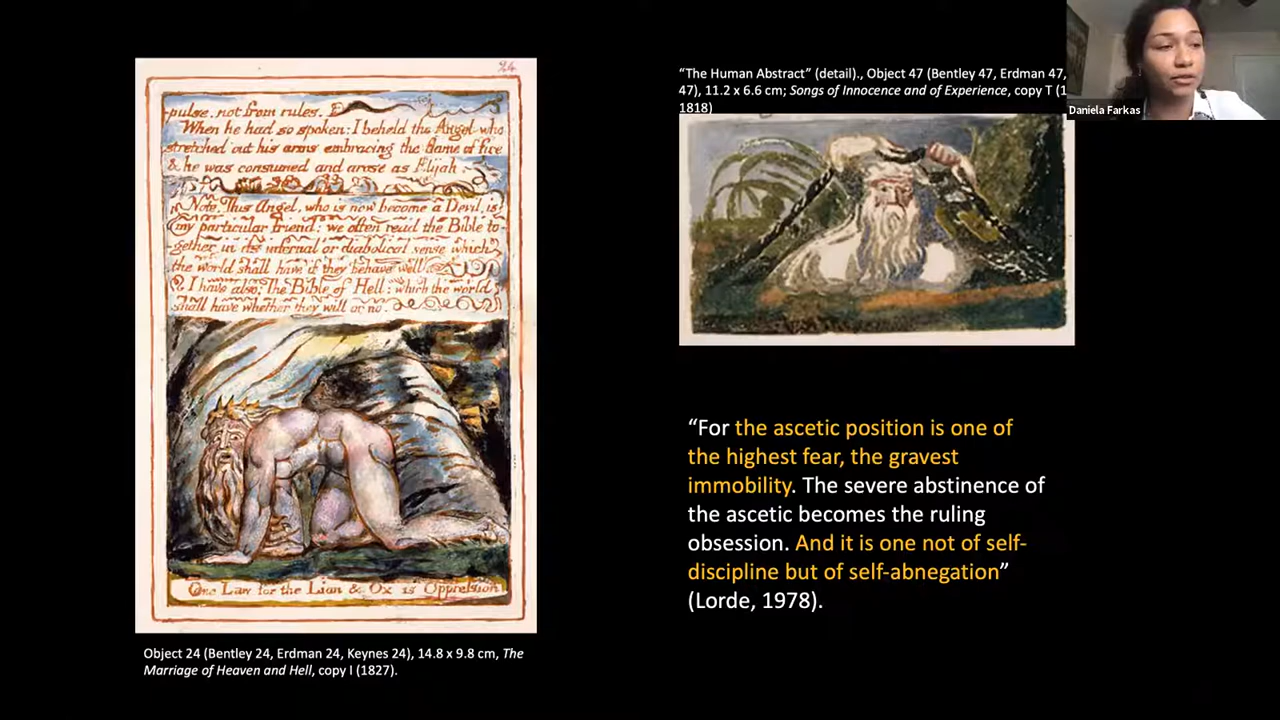 24
pulse. not from rules.
When he had so spoken: I beheld the Angel who
stretched out his arms embracing the flame of fire
& he was consumed and arose as Elijah.
Note. This Angel, who is now become a Devil, is
my particular friend: we often read the Bible to-
gether in its infernal or diabolical sense which
the world shall have if they behave well
I have also: The Bible of Hell: which the world
shall have whether they will or no.
One Law for the Lion & Ox is Oppression
Object 24 (Bentley 24, Erdman 24, Keynes 24), 14.8 x 9.8 cm, The
Marriage of Heaven and Hell, copy I (1827).
“The Human Abstract” (detail)., Object 47 (Bentley 47, Erdman 47,
47), 11.2 x 6.6 cm; Songs of Innocence and of Experience, copy T (1
1818)
Daniela Farkas
“For the ascetic position is one of
the highest fear, the gravest
immobility. The severe abstinence of
the ascetic becomes the ruling
obsession. And it is one not of self-
discipline but of self-abnegation”
(Lorde, 1978).